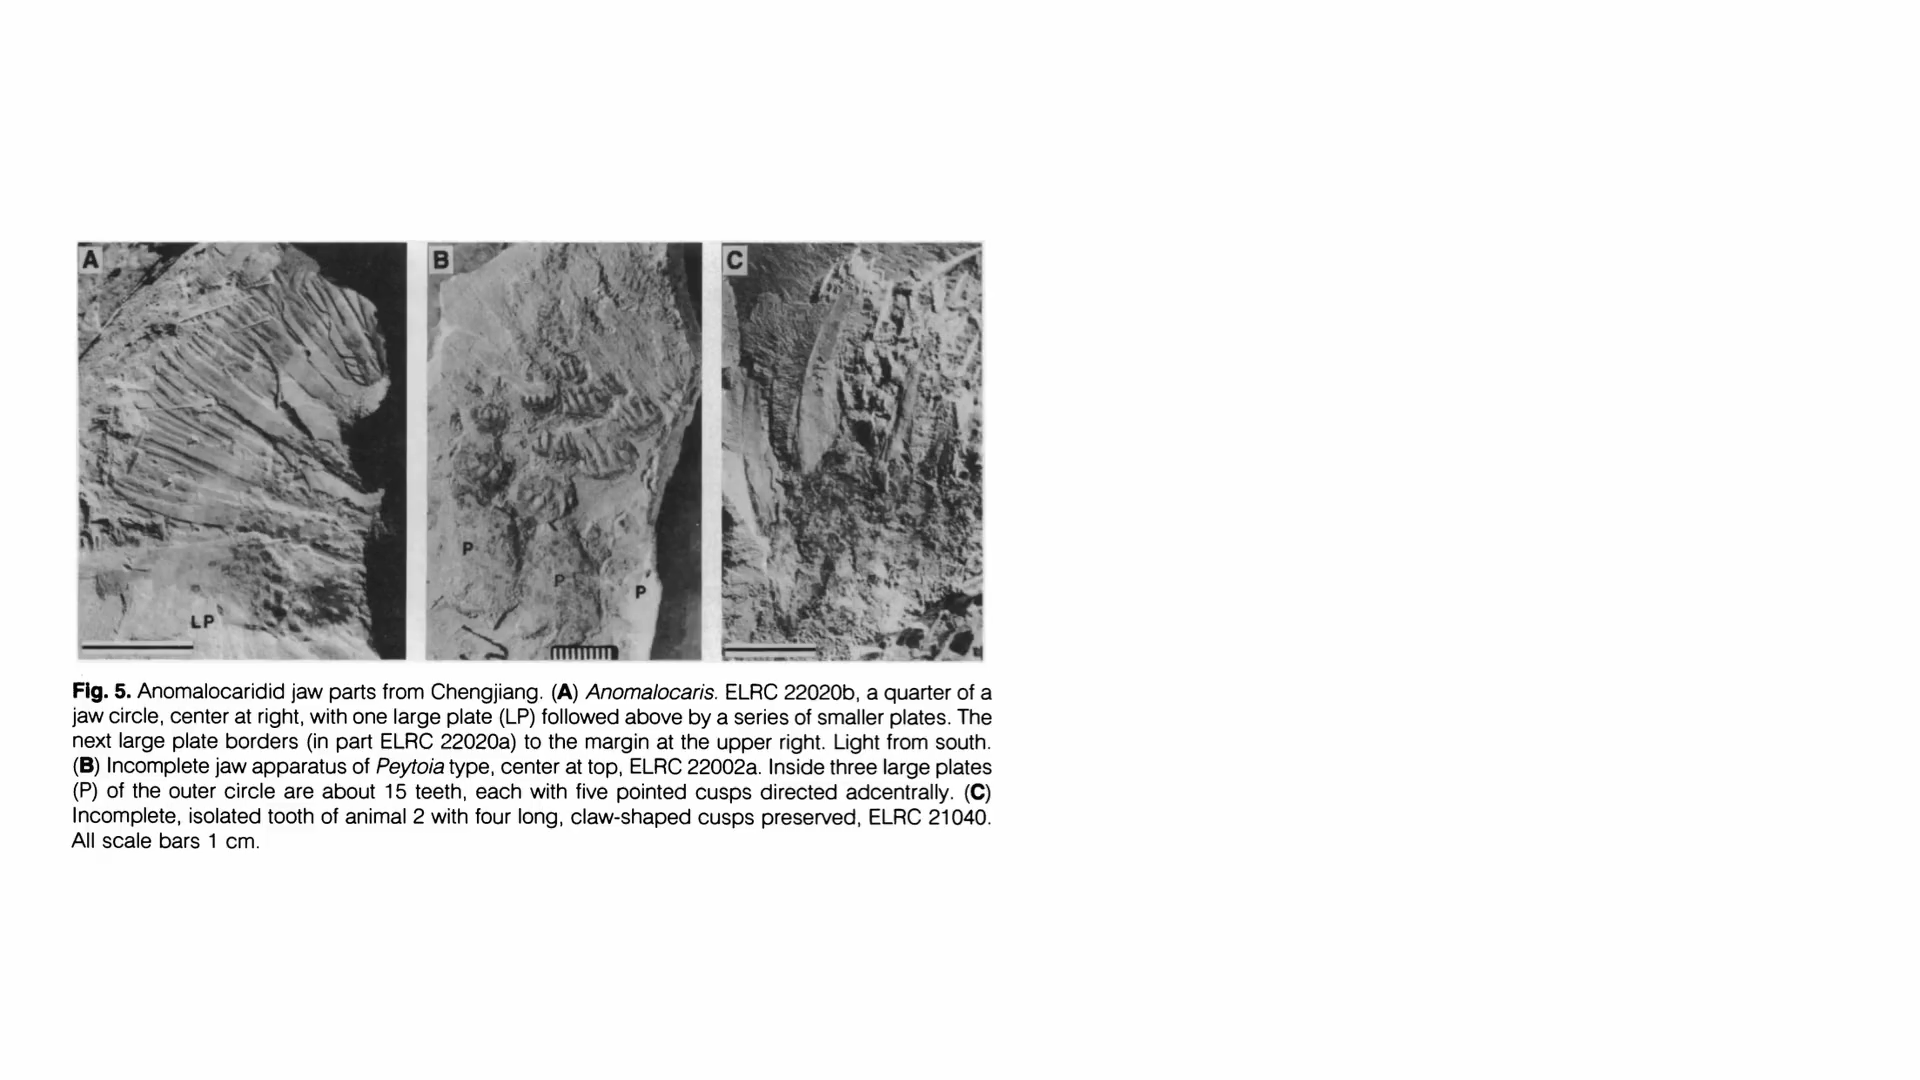 A
B
C
P
P
P
LP
Fig. 5. Anomalocaridid jaw parts from Chengjiang. (A) Anomalocaris. ELRC 22020b, a quarter of a
jaw circle, center at right, with one large plate (LP) followed above by a series of smaller plates. The
next large plate borders (in part ELRC 22020a) to the margin at the upper right. Light from south.
(B) Incomplete jaw apparatus of Peytoia type, center at top, ELRC 22002a. Inside three large plates
(P) of the outer circle are about 15 teeth, each with five pointed cusps directed adcentrally. (C)
Incomplete, isolated tooth of animal 2 with four long, claw-shaped cusps preserved, ELRC 21040.
All scale bars 1 cm.